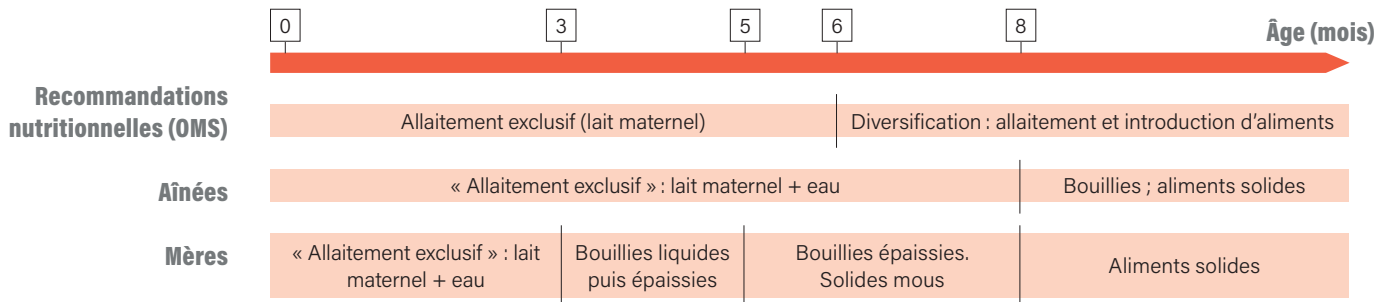 0
3
5
6
8
Âge (mois)
Recommandations
nutritionnelles (OMS)
Allaitement exclusif (lait maternel)
Diversification : allaitement et introduction d’aliments
Aînées
« Allaitement exclusif » : lait maternel + eau
Bouillies ; aliments solides
Mères
« Allaitement exclusif » : lait
maternel + eau
Bouillies liquides
puis épaissies
Bouillies épaissies.
Solides mous
Aliments solides